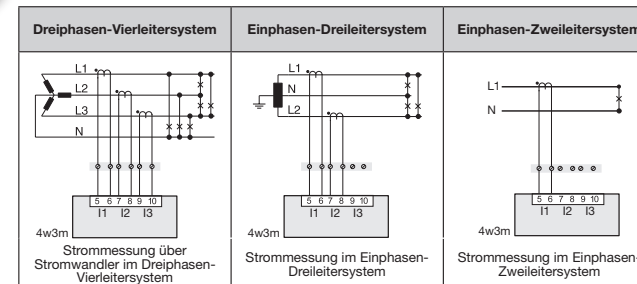 Dreiphasen-Vierleitersystem
Einphasen-Dreileitersystem
Einphasen-Zweileitersystem
L1
L2
L3
N
5 6 7 8 9 10
I1 I2 I3
4w3m
Strommessung über
Stromwandler im Dreiphasen-
Vierleitersystem
L1
N
L2
5 6 7 8 9 10
I1 I2 I3
4w3m
Strommessung im Einphasen-
Dreileitersystem
L1
N
5 6 7 8 9 10
I1 I2 I3
4w3m
Strommessung im Einphasen-
Zweileitersystem